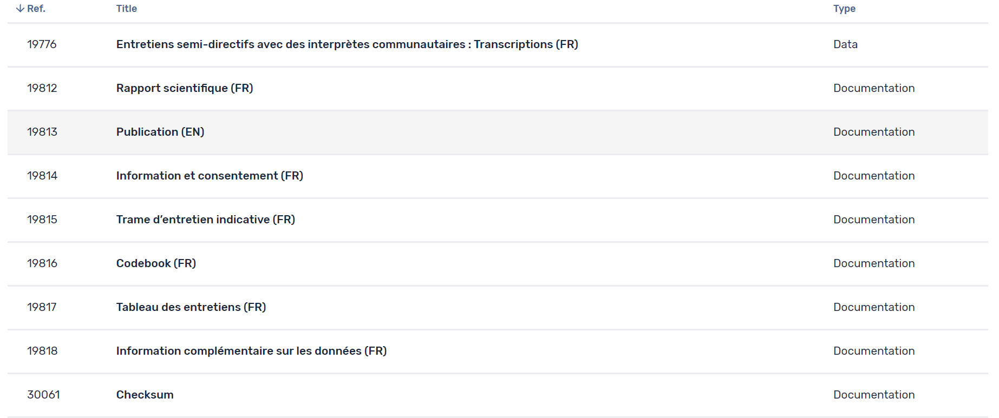 ↓ Ref. Title Type
19776 Entretiens semi-directifs avec des interprètes communautaires : Transcriptions (FR) Data
19812 Rapport scientifique (FR) Documentation
19813 Publication (EN) Documentation
19814 Information et consentement (FR) Documentation
19815 Trame d’entretien indicative (FR) Documentation
19816 Codebook (FR) Documentation
19817 Tableau des entretiens (FR) Documentation
19818 Information complémentaire sur les données (FR) Documentation
30061 Checksum Documentation